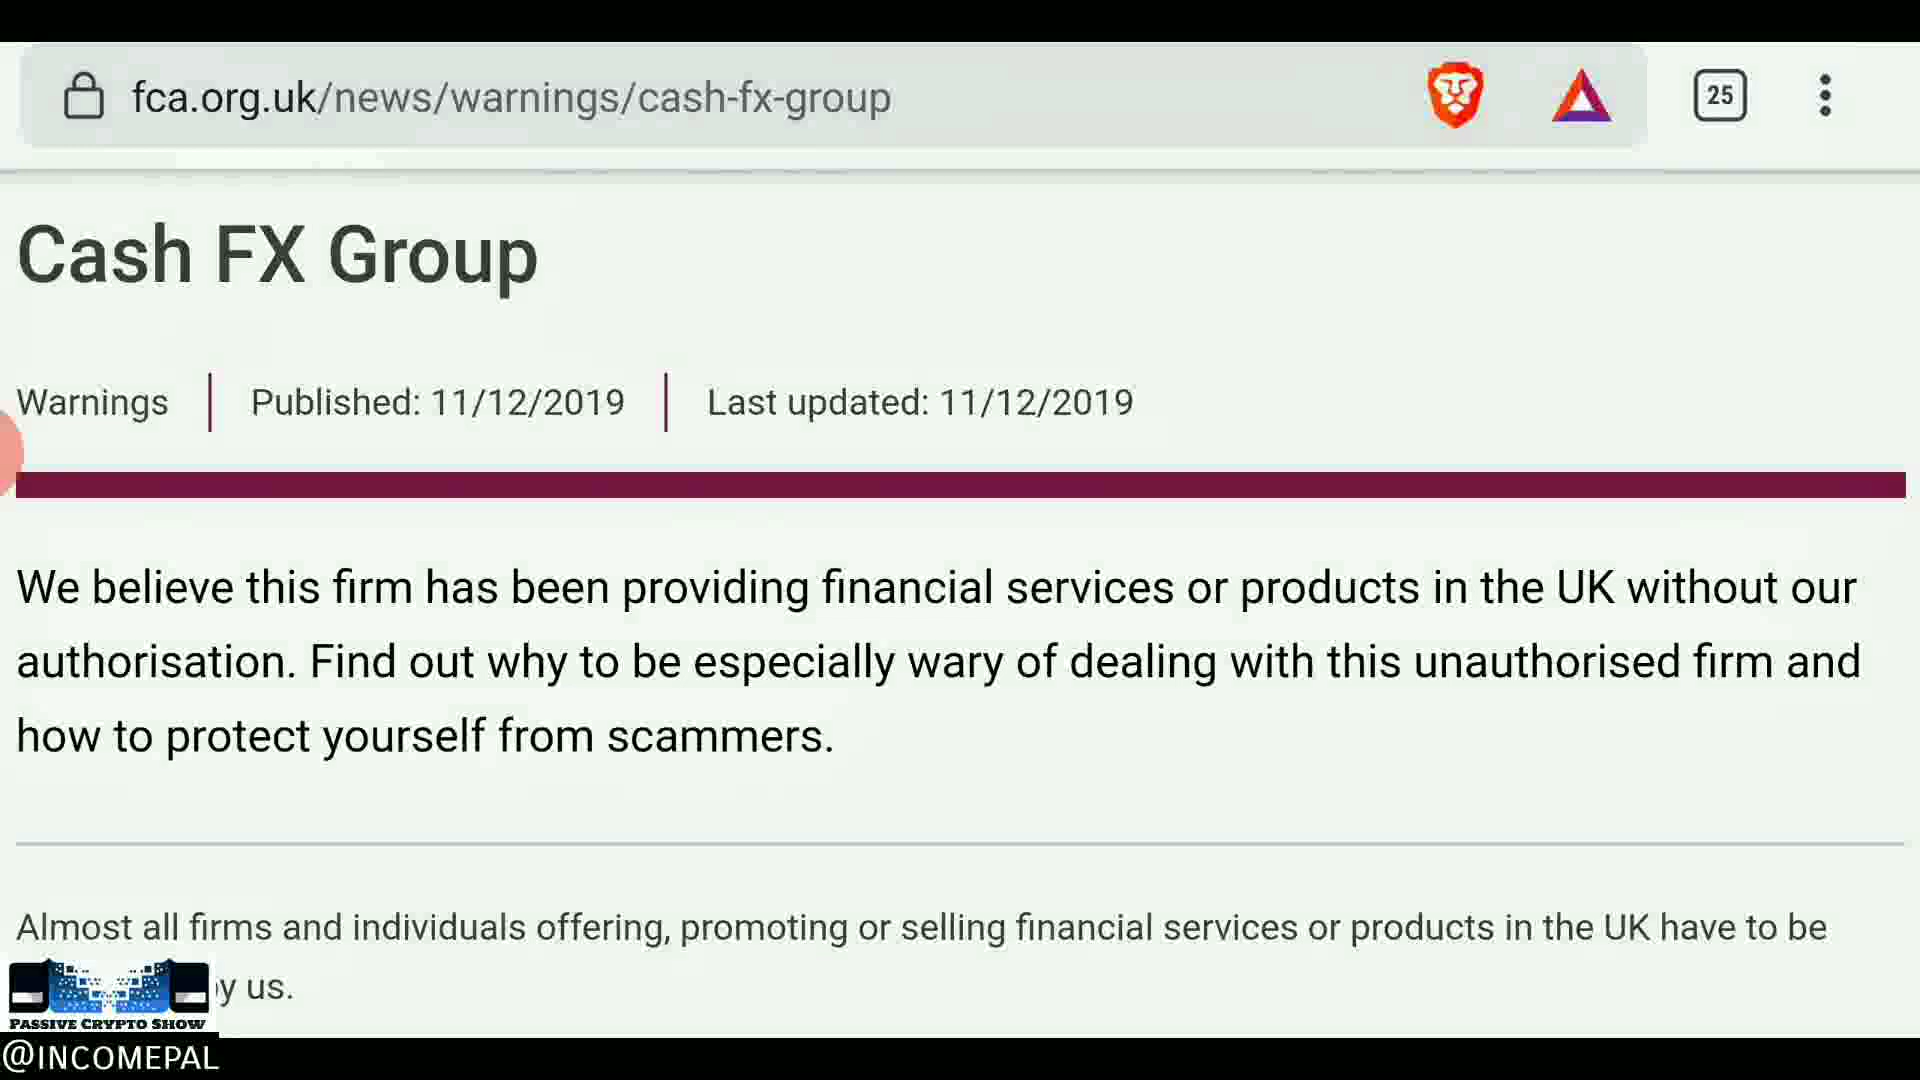 fca.org.uk/news/warnings/cash-fx-group
25
Cash FX Group
Warnings
Published: 11/12/2019
Last updated: 11/12/2019
We believe this firm has been providing financial services or products in the UK without our
authorisation. Find out why to be especially wary of dealing with this unauthorised firm and
how to protect yourself from scammers.
Almost all firms and individuals offering, promoting or selling financial services or products in the UK have to be
us.
PASSIVE CRYPTO SHOW
@INCOMEPAL